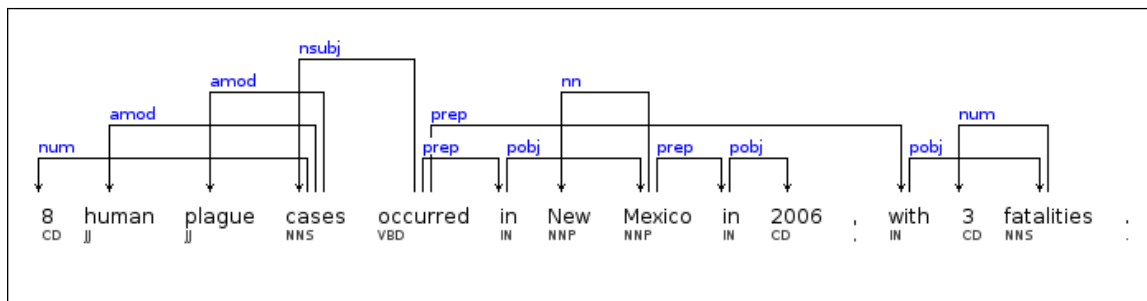 nsubj
amod nn
amod prep num
num prep pobj prep pobj pobj
8 human plague cases occurred in New Mexico in 2006 , with 3 fatalities .
CD JJ JJ NNS VBD IN NNP NNP IN CD , IN CD NNS .